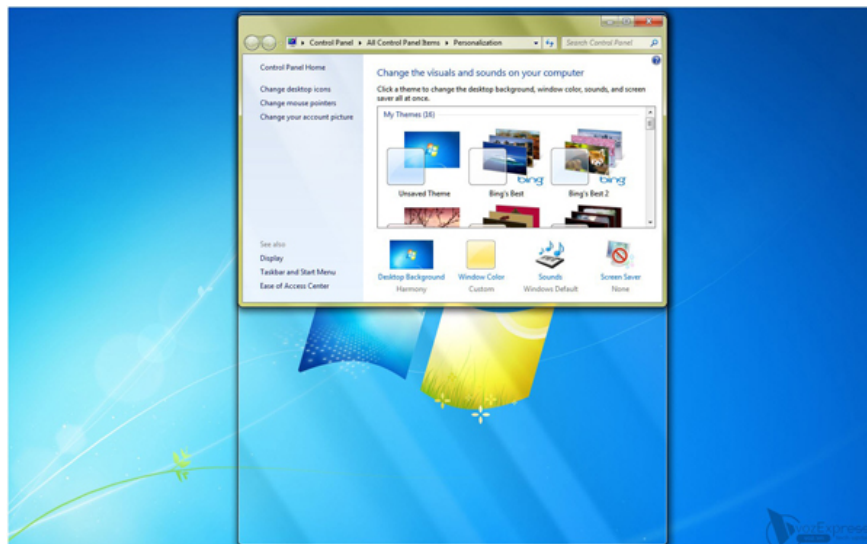 Control Panel ▸ All Control Panel Items ▸ Personalization
Search Control Panel
Control Panel Home
Change desktop icons
Change mouse pointers
Change your account picture
See also
Display
Taskbar and Start Menu
Ease of Access Center
Change the visuals and sounds on your computer
Click a theme to change the desktop background, window color, sounds, and screen
saver all at once.
My Themes (16)
bing
bing
Unsaved Theme
Bing's Best
Bing's Best 2
Desktop Background
Harmony
Window Color
Custom
Sounds
Windows Default
Screen Saver
None